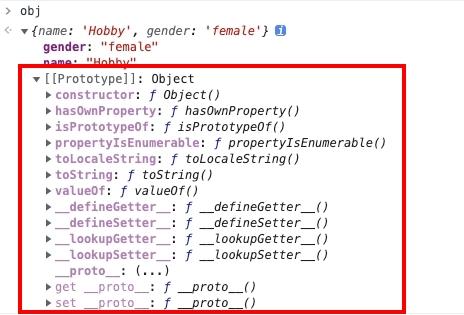 > obj
{name: 'Hobby', gender: 'female'} i
gender: "female"
name: "Hobby"
[[Prototype]]: Object
constructor: ƒ Object()
hasOwnProperty: ƒ hasOwnProperty()
isPrototypeOf: ƒ isPrototypeOf()
propertyIsEnumerable: ƒ propertyIsEnumerable()
toLocaleString: ƒ toLocaleString()
toString: ƒ toString()
valueOf: ƒ valueOf()
__defineGetter__: ƒ __defineGetter__()
__defineSetter__: ƒ __defineSetter__()
__lookupGetter__: ƒ __lookupGetter__()
__lookupSetter__: ƒ __lookupSetter__()
__proto__: (...)
get __proto__: ƒ __proto__()
set __proto__: ƒ __proto__()